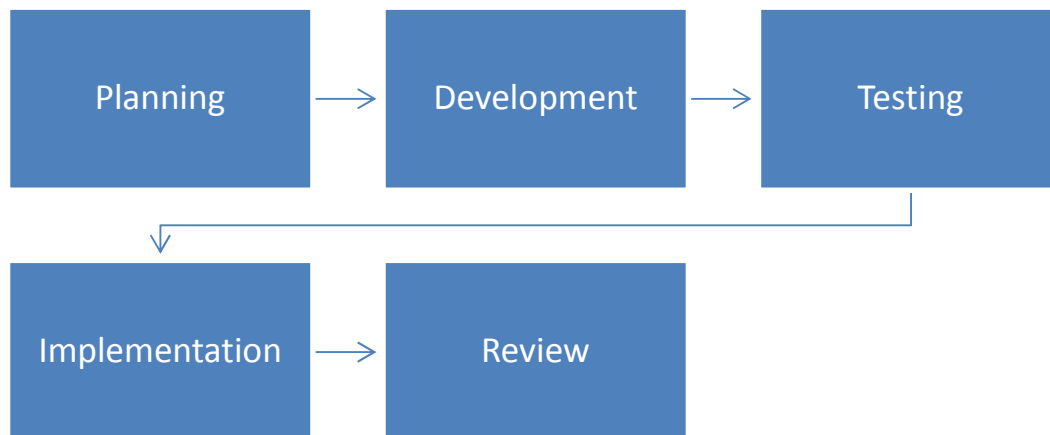 Planning
Development
Testing
Implementation
Review